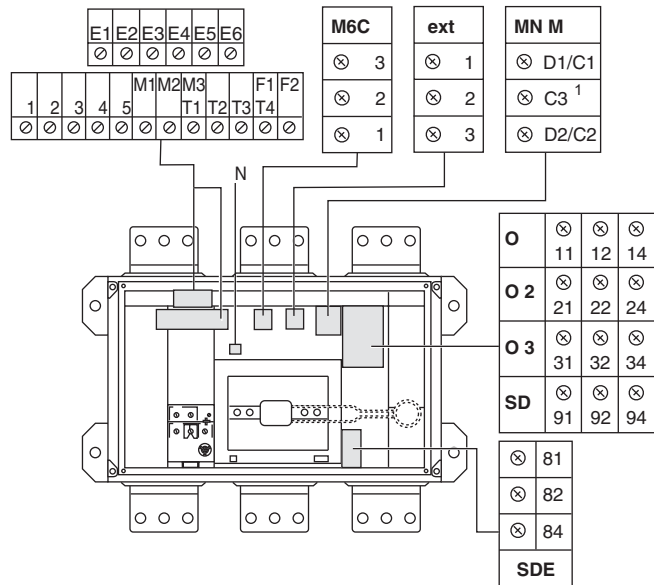 E1 E2 E3 E4 E5 E6
M1 M2 M3 F1 F2
1 2 3 4 5 T1 T2 T3 T4
M6C
3
2
1
ext
1
2
3
MN M
D1/C1
C3 1
D2/C2
N
O 11 12 14
O 2 21 22 24
O 3 31 32 34
SD 91 92 94
81
82
84
SDE